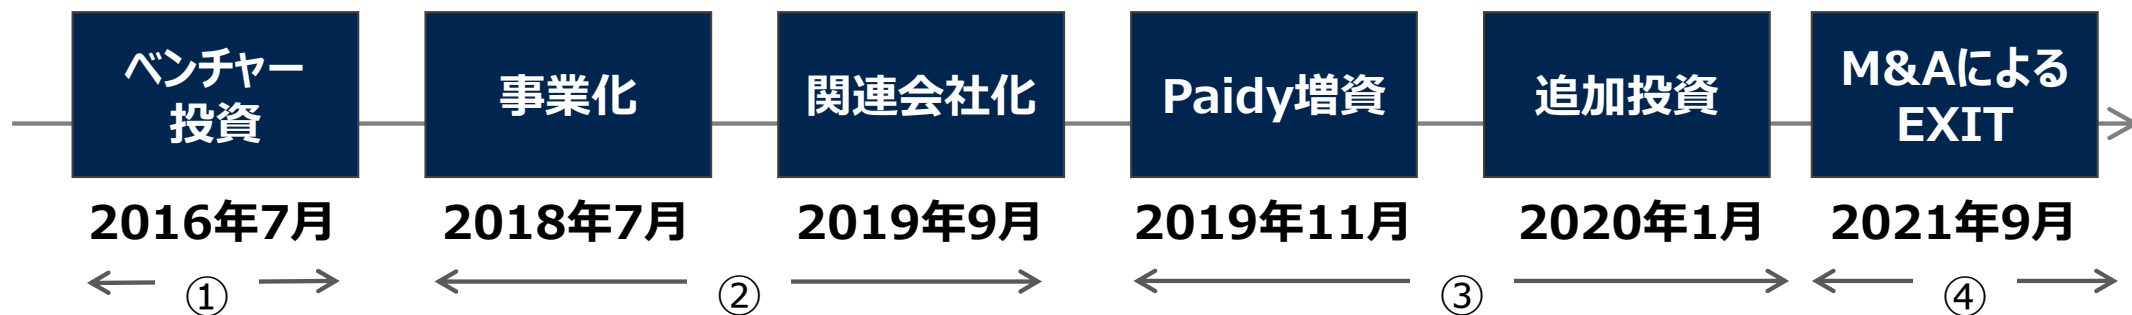 ベンチャー
投資
事業化
関連会社化
Paidy増資
追加投資
M&Aによる
EXIT
2016年7月
2018年7月
2019年9月
2019年11月
2020年1月
2021年9月
①
②
③
④